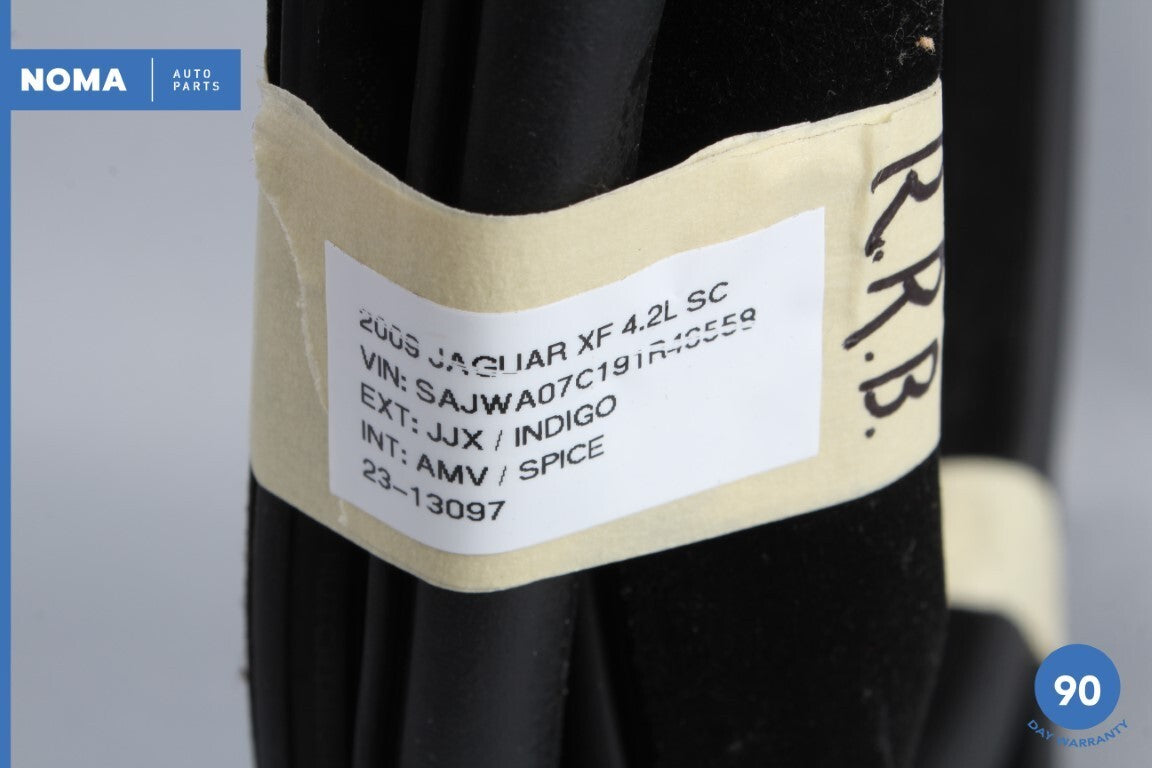 NOMA
AUTO
PARTS
2009 JAGUAR XF 4.2L SC
VIN: SAJWA07C191R40559
EXT: JJX / INDIGO
INT: AMV / SPICE
23-13097
R.R.B.
90
DAY WARRANTY